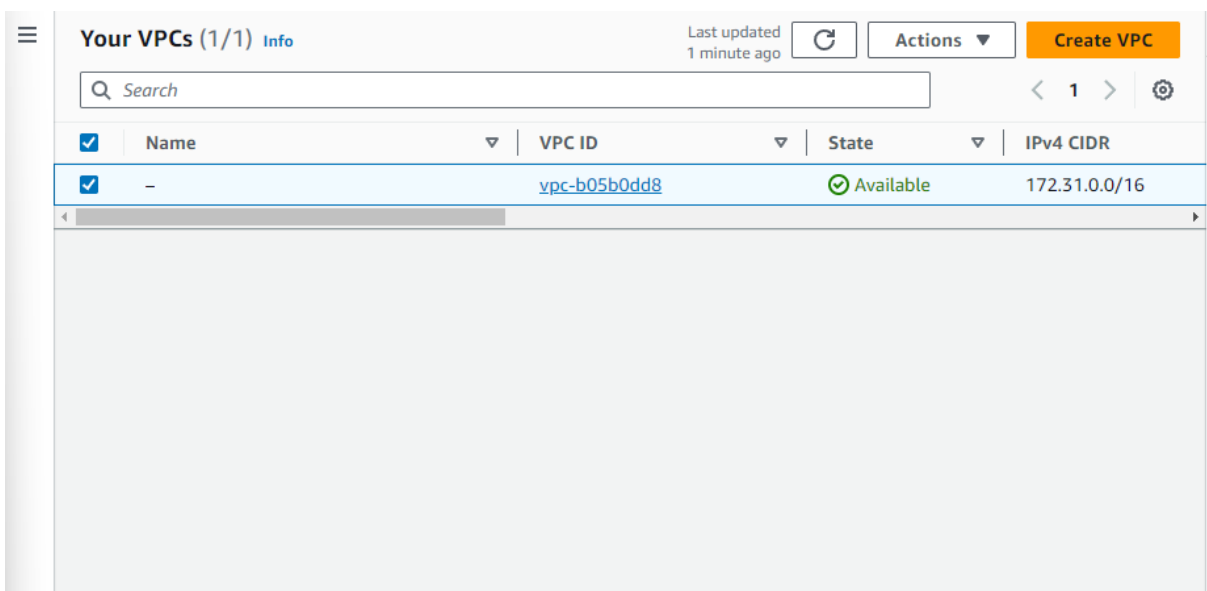 Your VPCs (1/1) Info
Last updated
1 minute ago
Actions
Create VPC
Search
1
Name VPC ID State IPv4 CIDR
– vpc-b05b0dd8 Available 172.31.0.0/16